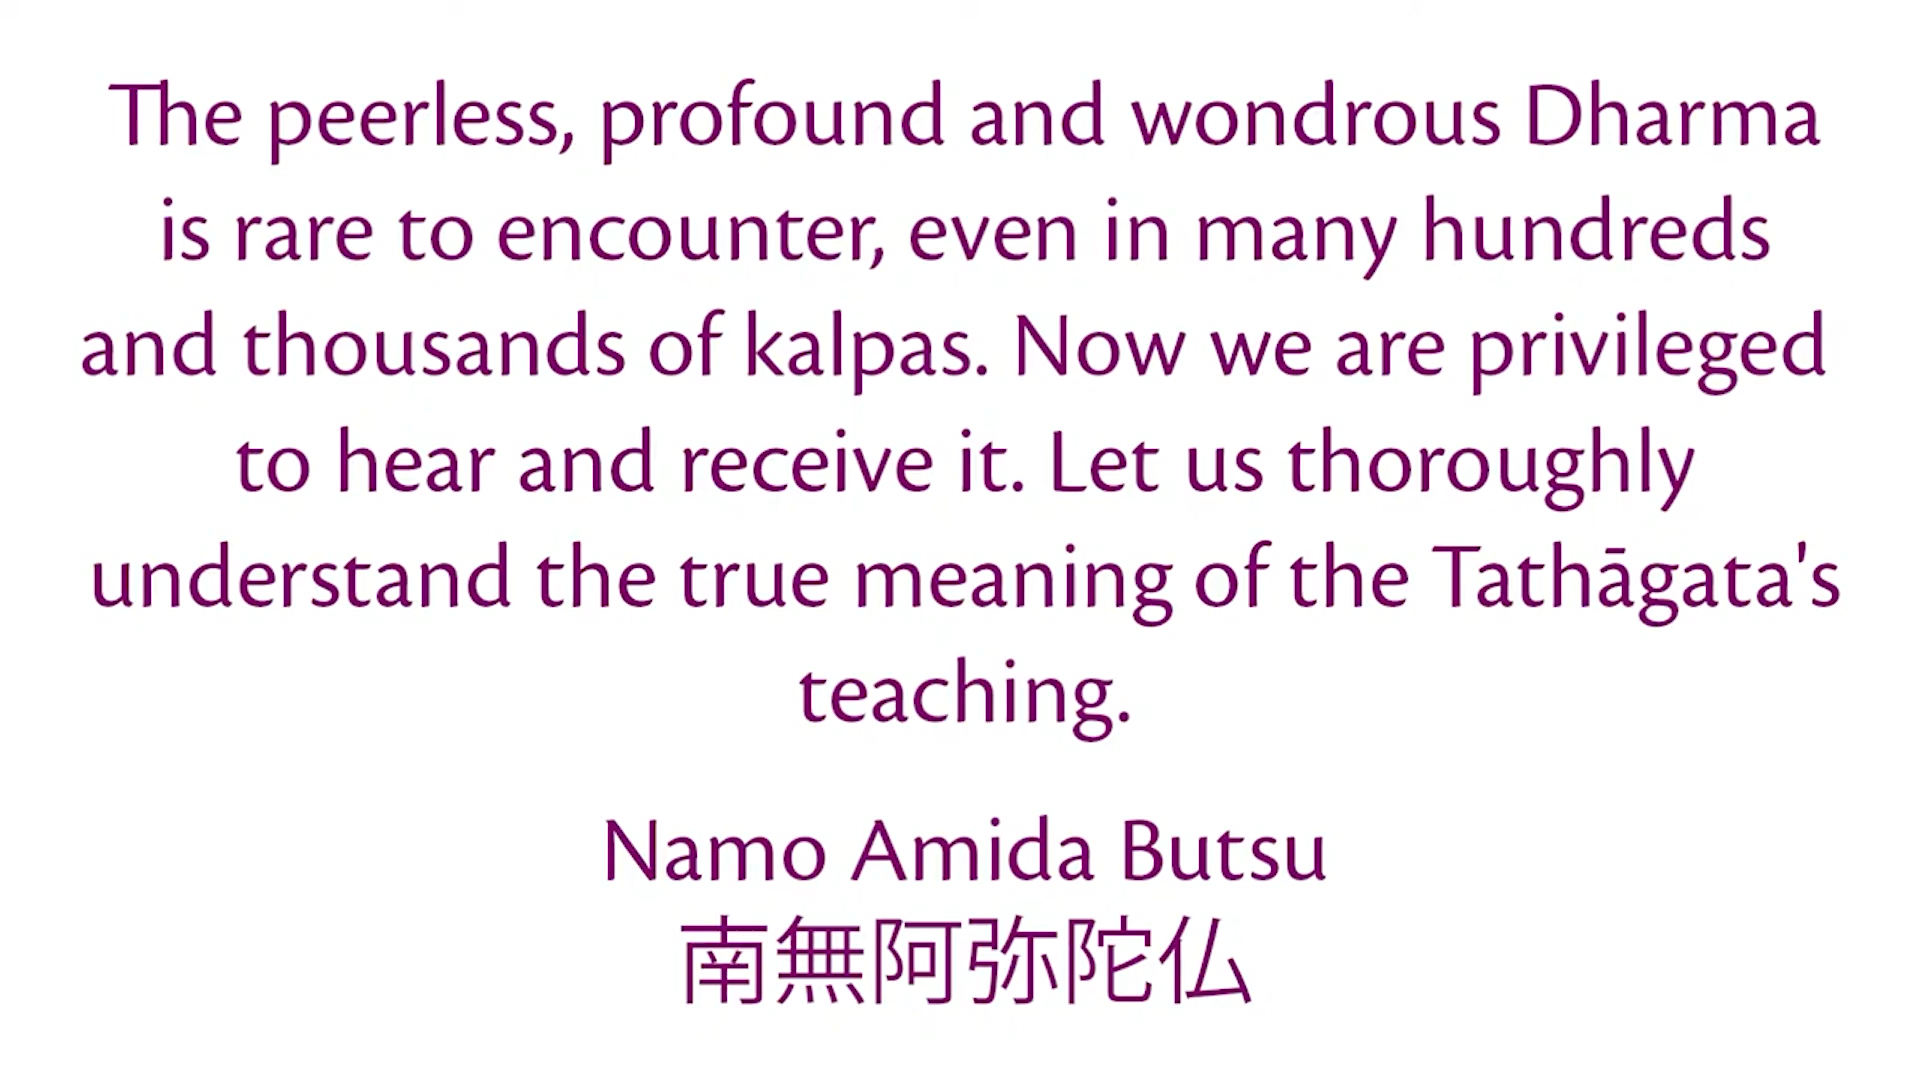 The peerless, profound and wondrous Dharma
is rare to encounter, even in many hundreds
and thousands of kalpas. Now we are privileged
to hear and receive it. Let us thoroughly
understand the true meaning of the Tathāgata's
teaching.
Namo Amida Butsu
南無阿弥陀仏